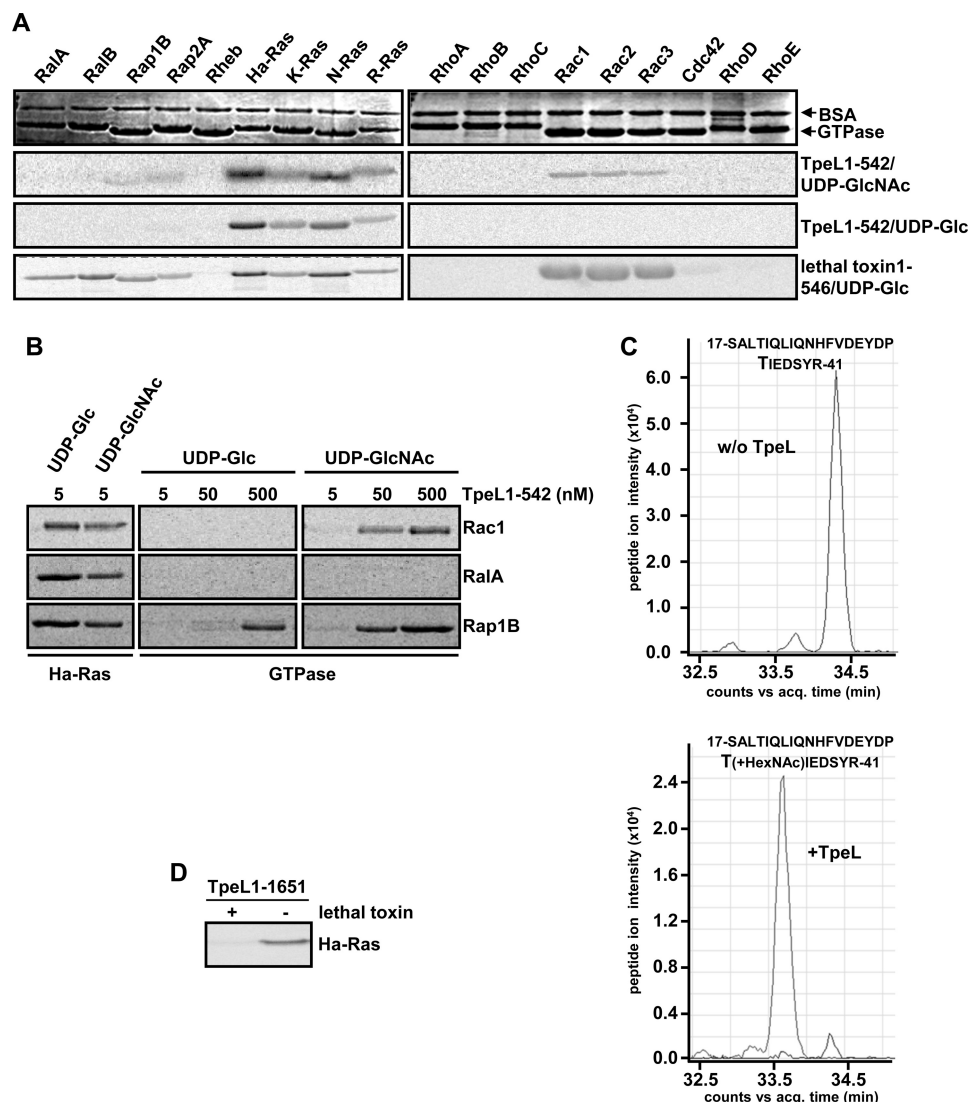 A
RalA RalB Rap1B Rap2A Rheb Ha-Ras K-Ras N-Ras R-Ras RhoA RhoB RhoC Rac1 Rac2 Rac3 Cdc42 RhoD RhoE
BSA
GTPase
TpeL1-542/
UDP-GlcNAc
TpeL1-542/UDP-Glc
lethal toxin1-
546/UDP-Glc
B
UDP-Glc UDP-GlcNAc
UDP-Glc UDP-GlcNAc
5 5 5 50 500 5 50 500 TpeL1-542 (nM)
Rac1
RalA
Rap1B
Ha-Ras GTPase
C
17-SALTIQLIQNHFVDEYDP
TIEDSYR-41
w/o TpeL
peptide ion intensity (x10⁴)
6.0
5.0
4.0
3.0
2.0
1.0
0.0
32.5 33.5 34.5
counts vs acq. time (min)
17-SALTIQLIQNHFVDEYDP
T(+HexNAc)IEDSYR-41
+TpeL
peptide ion intensity (x10⁴)
2.4
2.0
1.6
1.2
0.8
0.4
0.0
32.5 33.5 34.5
counts vs acq. time (min)
D
TpeL1-1651
+ - lethal toxin
Ha-Ras